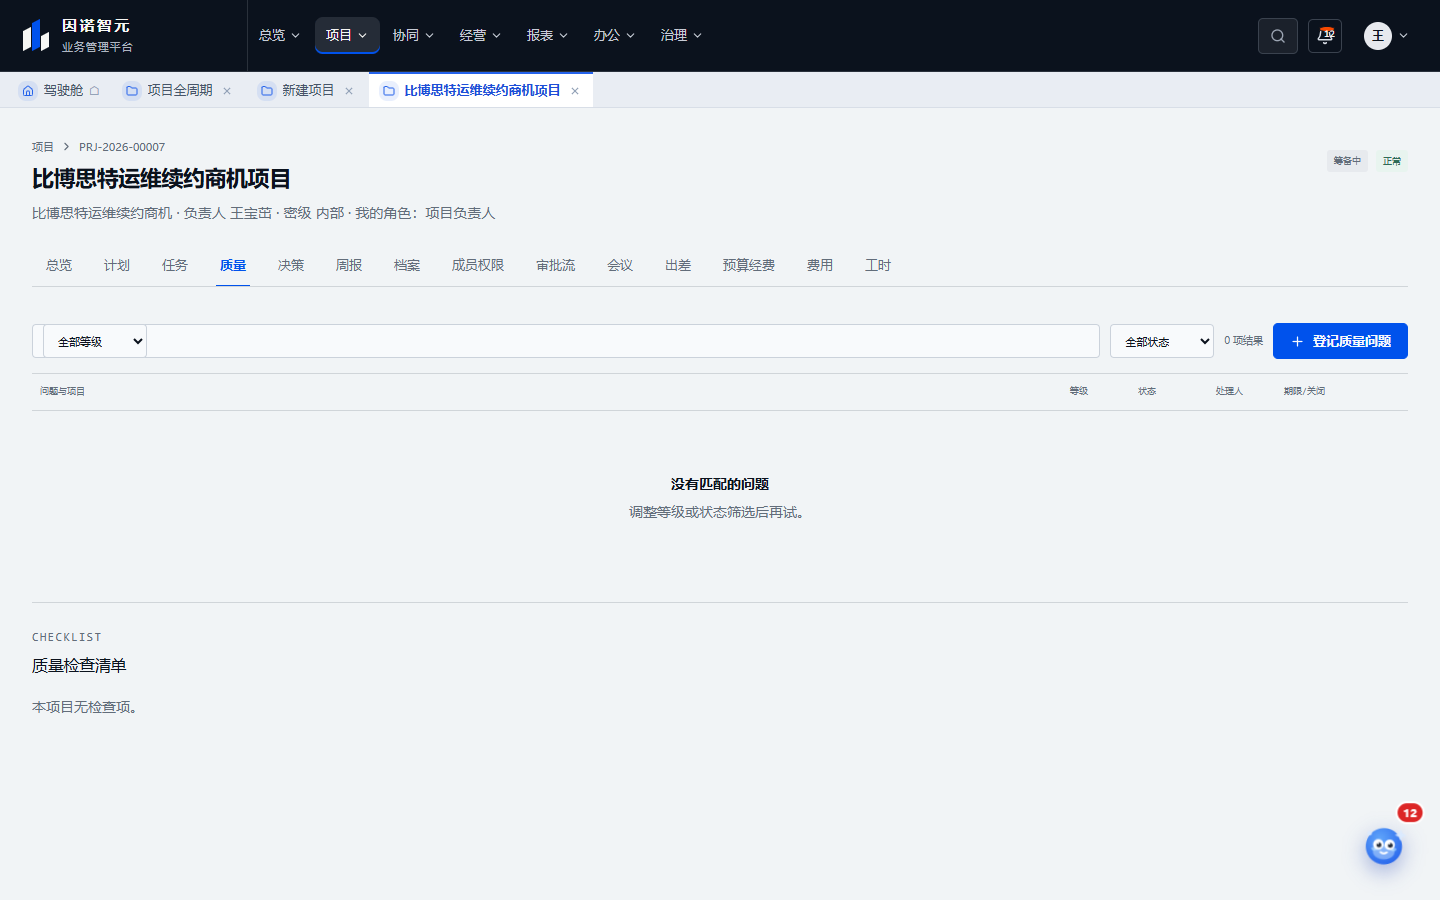 因诺智元
业务管理平台
总览 项目 协同 经营 报表 办公 治理
12
王
驾驶舱 项目全周期 新建项目 比博思特运维续约商机项目
项目 PRJ-2026-00007
比博思特运维续约商机项目
筹备中 正常
比博思特运维续约商机 · 负责人 王宝茁 · 密级 内部 · 我的角色：项目负责人
总览 计划 任务 质量 决策 周报 档案 成员权限 审批流 会议 出差 预算经费 费用 工时
全部等级 全部状态 0 项结果 登记质量问题
问题与项目 等级 状态 处理人 期限/关闭
没有匹配的问题
调整等级或状态筛选后再试。
CHECKLIST
质量检查清单
本项目无检查项。
12